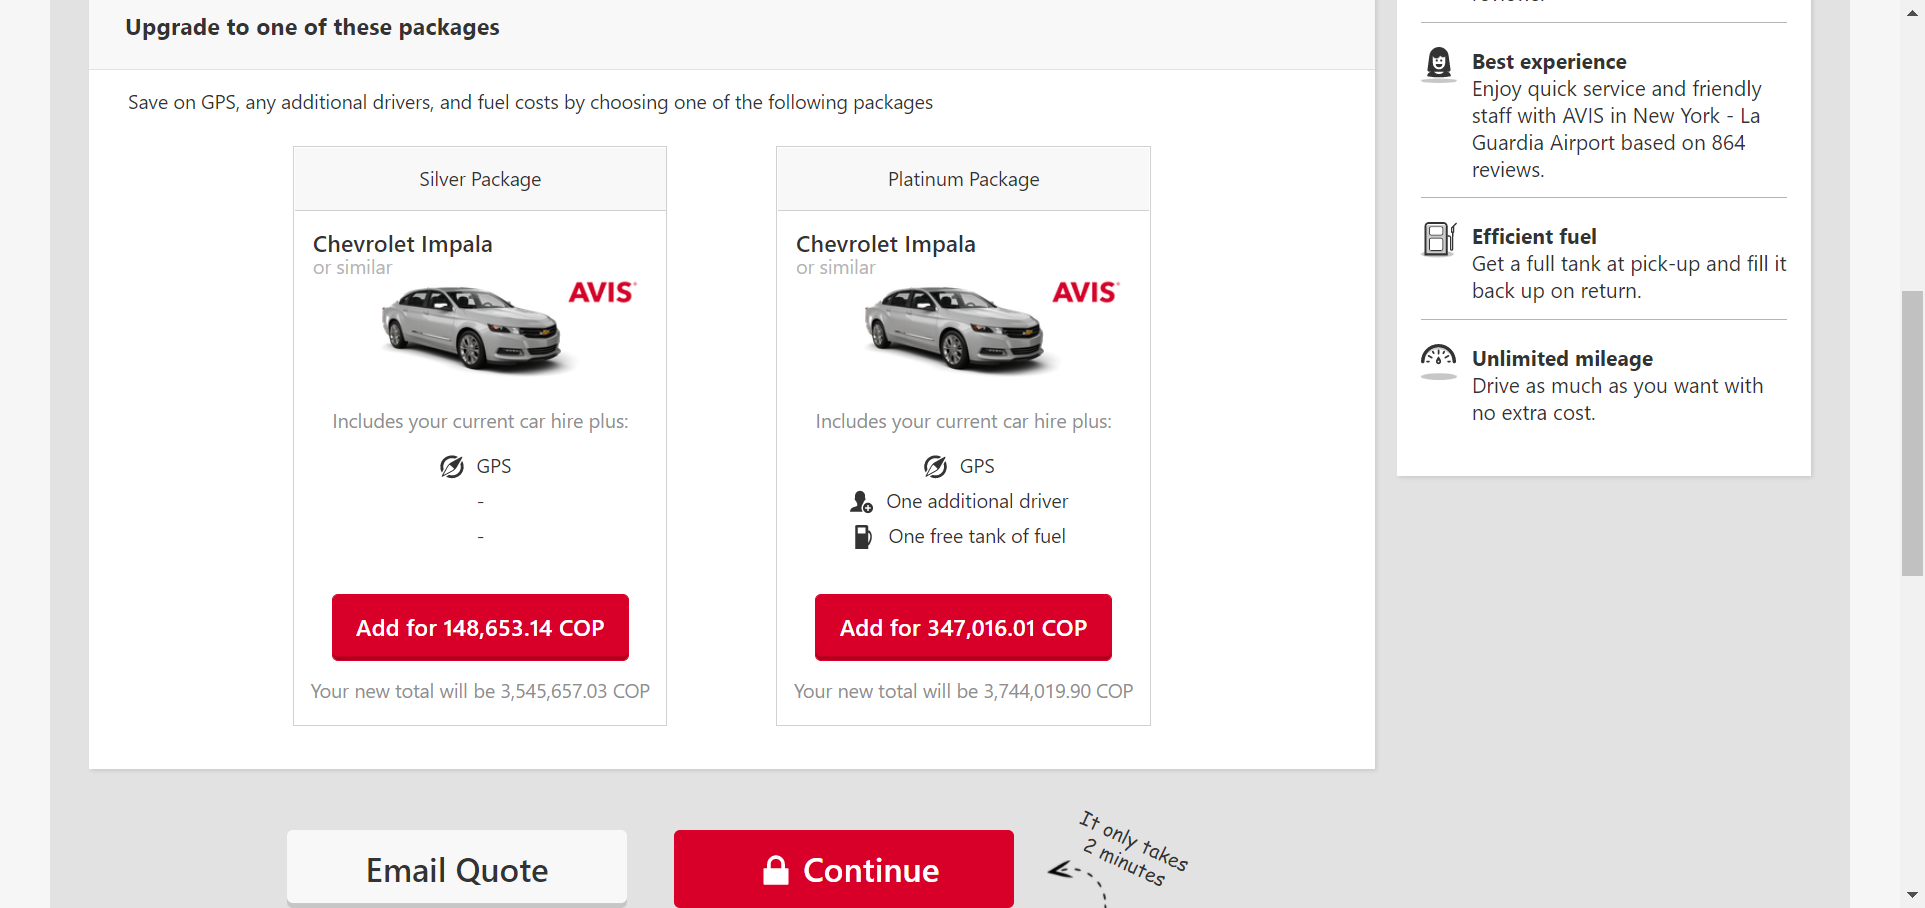 Upgrade to one of these packages
Save on GPS, any additional drivers, and fuel costs by choosing one of the following packages
Silver Package
Chevrolet Impala
or similar
AVIS
Includes your current car hire plus:
GPS
-
-
Add for 148,653.14 COP
Your new total will be 3,545,657.03 COP
Platinum Package
Chevrolet Impala
or similar
AVIS
Includes your current car hire plus:
GPS
One additional driver
One free tank of fuel
Add for 347,016.01 COP
Your new total will be 3,744,019.90 COP
Email Quote
Continue
It only takes
2 minutes
Best experience
Enjoy quick service and friendly
staff with AVIS in New York - La
Guardia Airport based on 864
reviews.
Efficient fuel
Get a full tank at pick-up and fill it
back up on return.
Unlimited mileage
Drive as much as you want with
no extra cost.